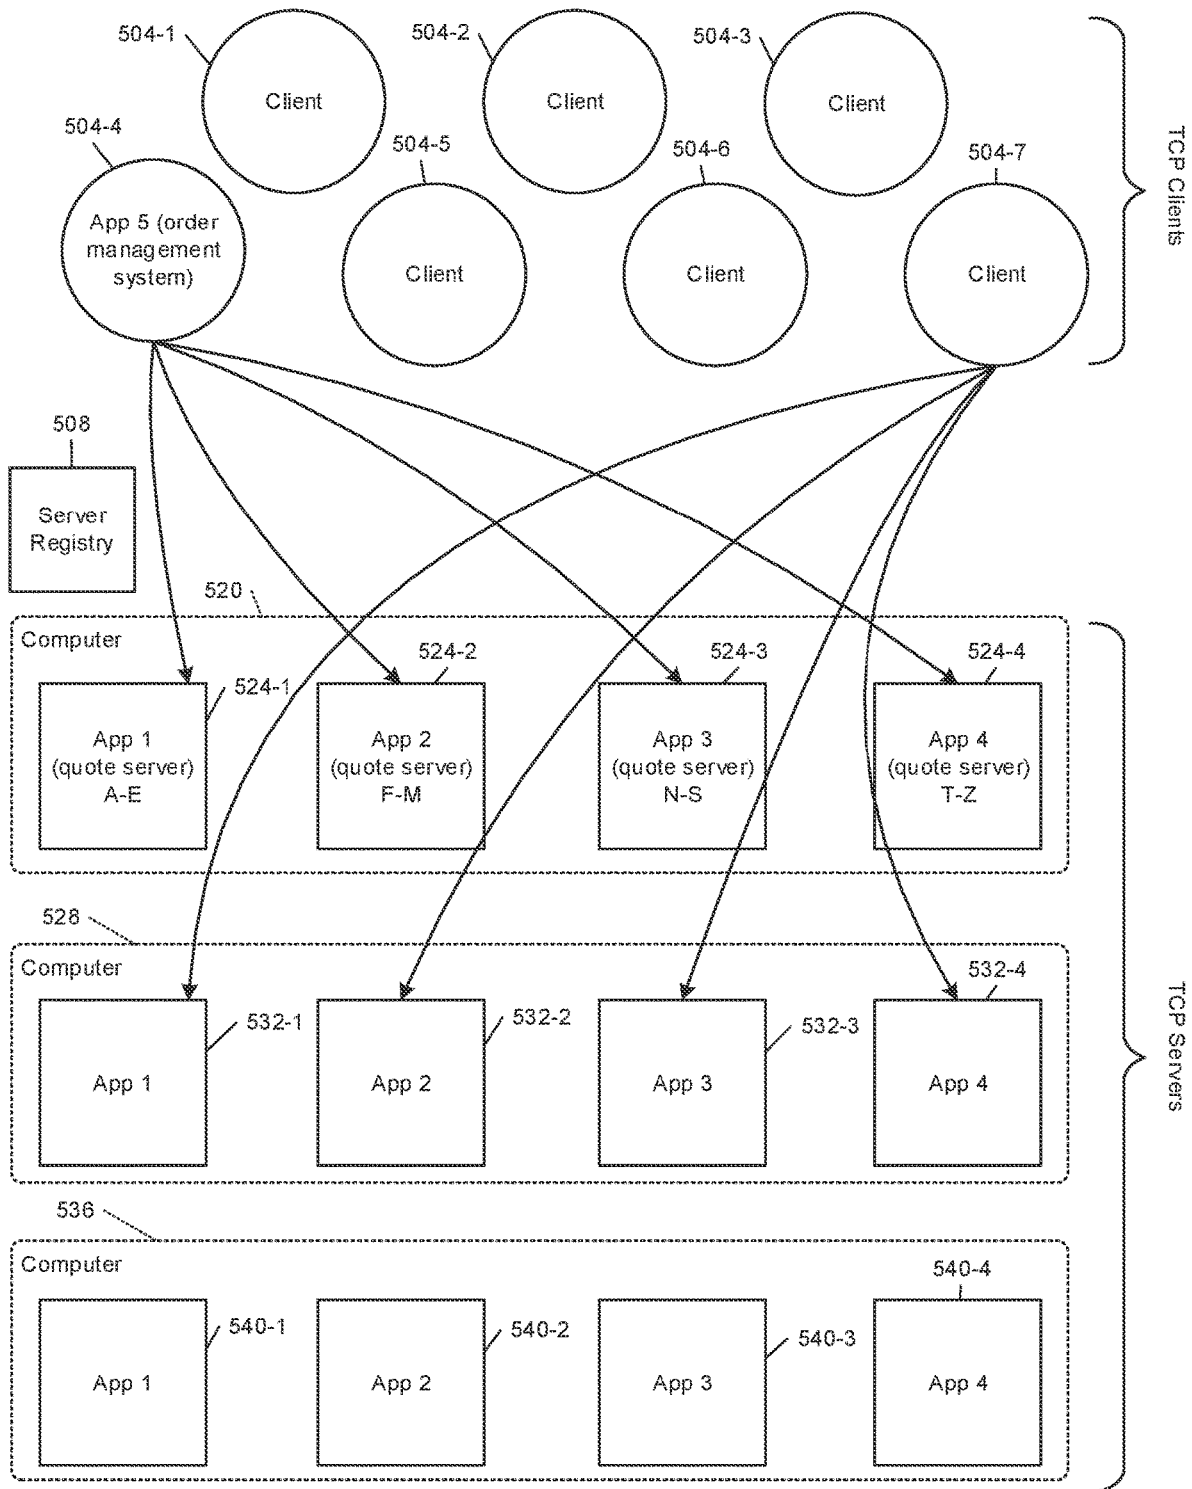 504-1
504-2
504-3
Client
Client
Client
504-4
504-5
504-6
504-7
App 5 (order
management
system)
Client
Client
Client
TCP Clients
508
Server
Registry
520
Computer
524-1
524-2
524-3
524-4
App 1
(quote server)
A-E
App 2
(quote server)
F-M
App 3
(quote server)
N-S
App 4
(quote server)
T-Z
528
Computer
532-1
532-2
532-3
532-4
App 1
App 2
App 3
App 4
TCP Servers
536
Computer
540-1
540-2
540-3
540-4
App 1
App 2
App 3
App 4